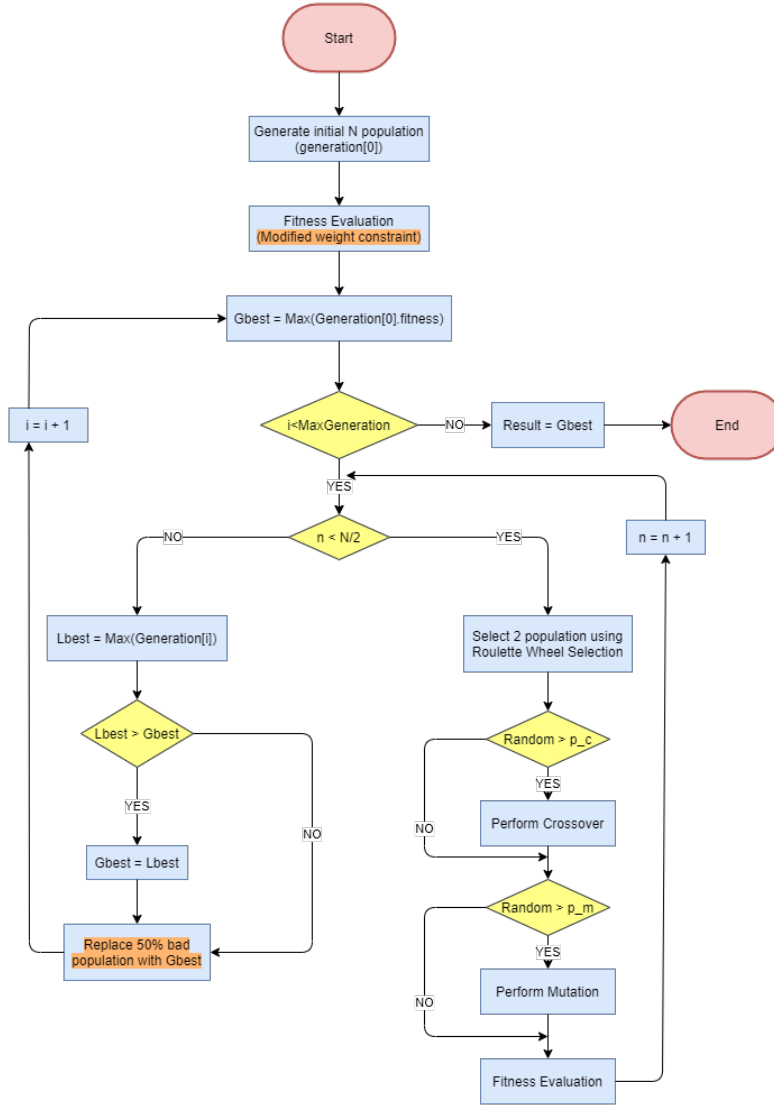 Start
Generate initial N population
(generation[0])
Fitness Evaluation
(Modified weight constraint)
Gbest = Max(Generation[0].fitness)
i = i + 1
i<MaxGeneration
NO
Result = Gbest
End
YES
n < N/2
n = n + 1
NO
YES
Lbest = Max(Generation[i])
Select 2 population using
Roulette Wheel Selection
Lbest > Gbest
Random > p_c
YES
YES
NO
Perform Crossover
NO
Gbest = Lbest
Random > p_m
Replace 50% bad
population with Gbest
YES
Perform Mutation
NO
Fitness Evaluation